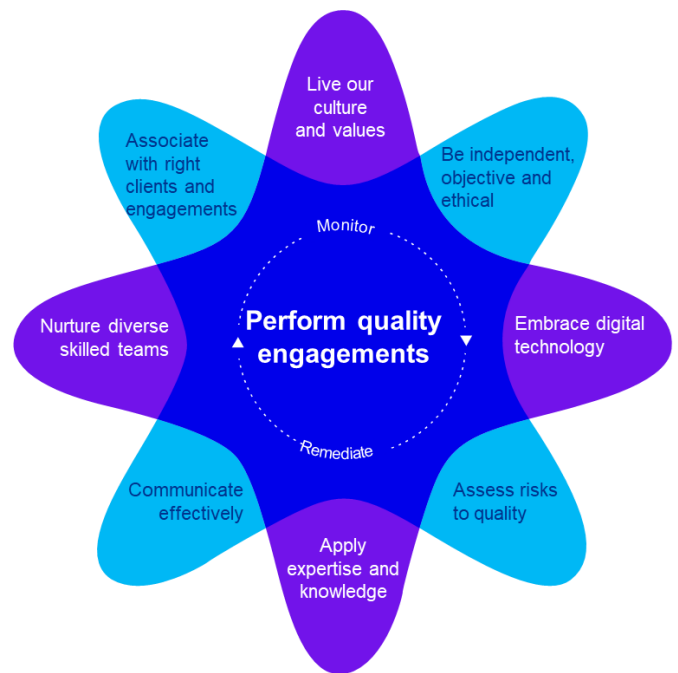 Live our
culture
and values
Be independent,
objective and
ethical
Embrace digital
technology
Assess risks
to quality
Apply
expertise and
knowledge
Communicate
effectively
Nurture diverse
skilled teams
Associate
with right
clients and
engagements
Monitor
Perform quality
engagements
Remediate